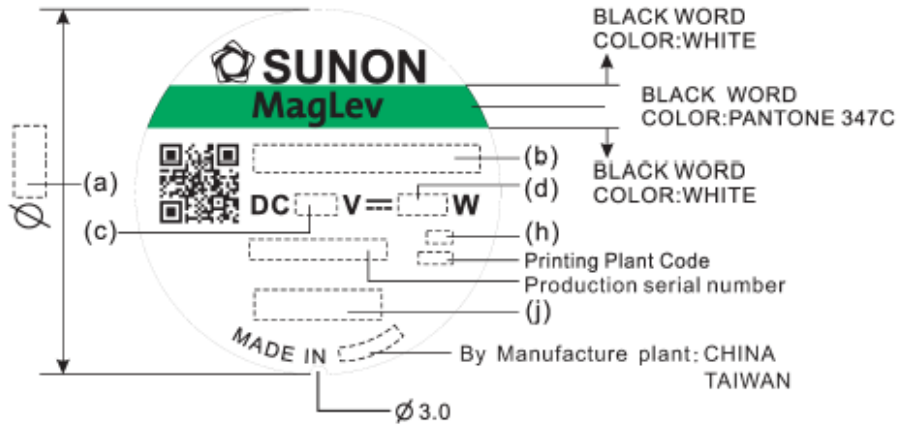 BLACK WORD
COLOR:WHITE
SUNON
MagLev
BLACK WORD
COLOR:PANTONE 347C
(b)
BLACK WORD
COLOR:WHITE
(a)
Ø
(d)
DC V⎓ W
(c)
(h)
Printing Plant Code
Production serial number
(j)
MADE IN
By Manufacture plant: CHINA
TAIWAN
Ø 3.0